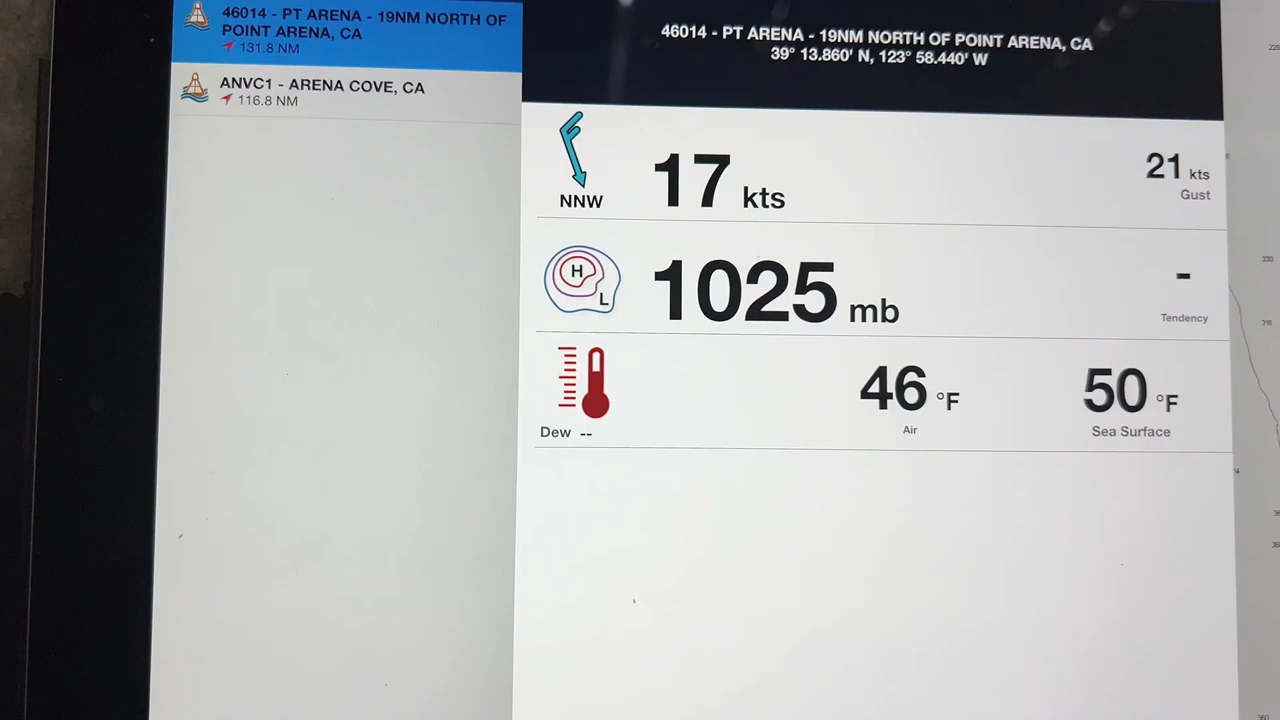 46014 - PT ARENA - 19NM NORTH OF
POINT ARENA, CA
131.8 NM
ANVC1 - ARENA COVE, CA
116.8 NM
46014 - PT ARENA - 19NM NORTH OF POINT ARENA, CA
39° 13.860' N, 123° 58.440' W
NNW
17 kts
21 kts
Gust
H
L
1025 mb
-
Tendency
Dew --
46 °F
Air
50 °F
Sea Surface
330
318